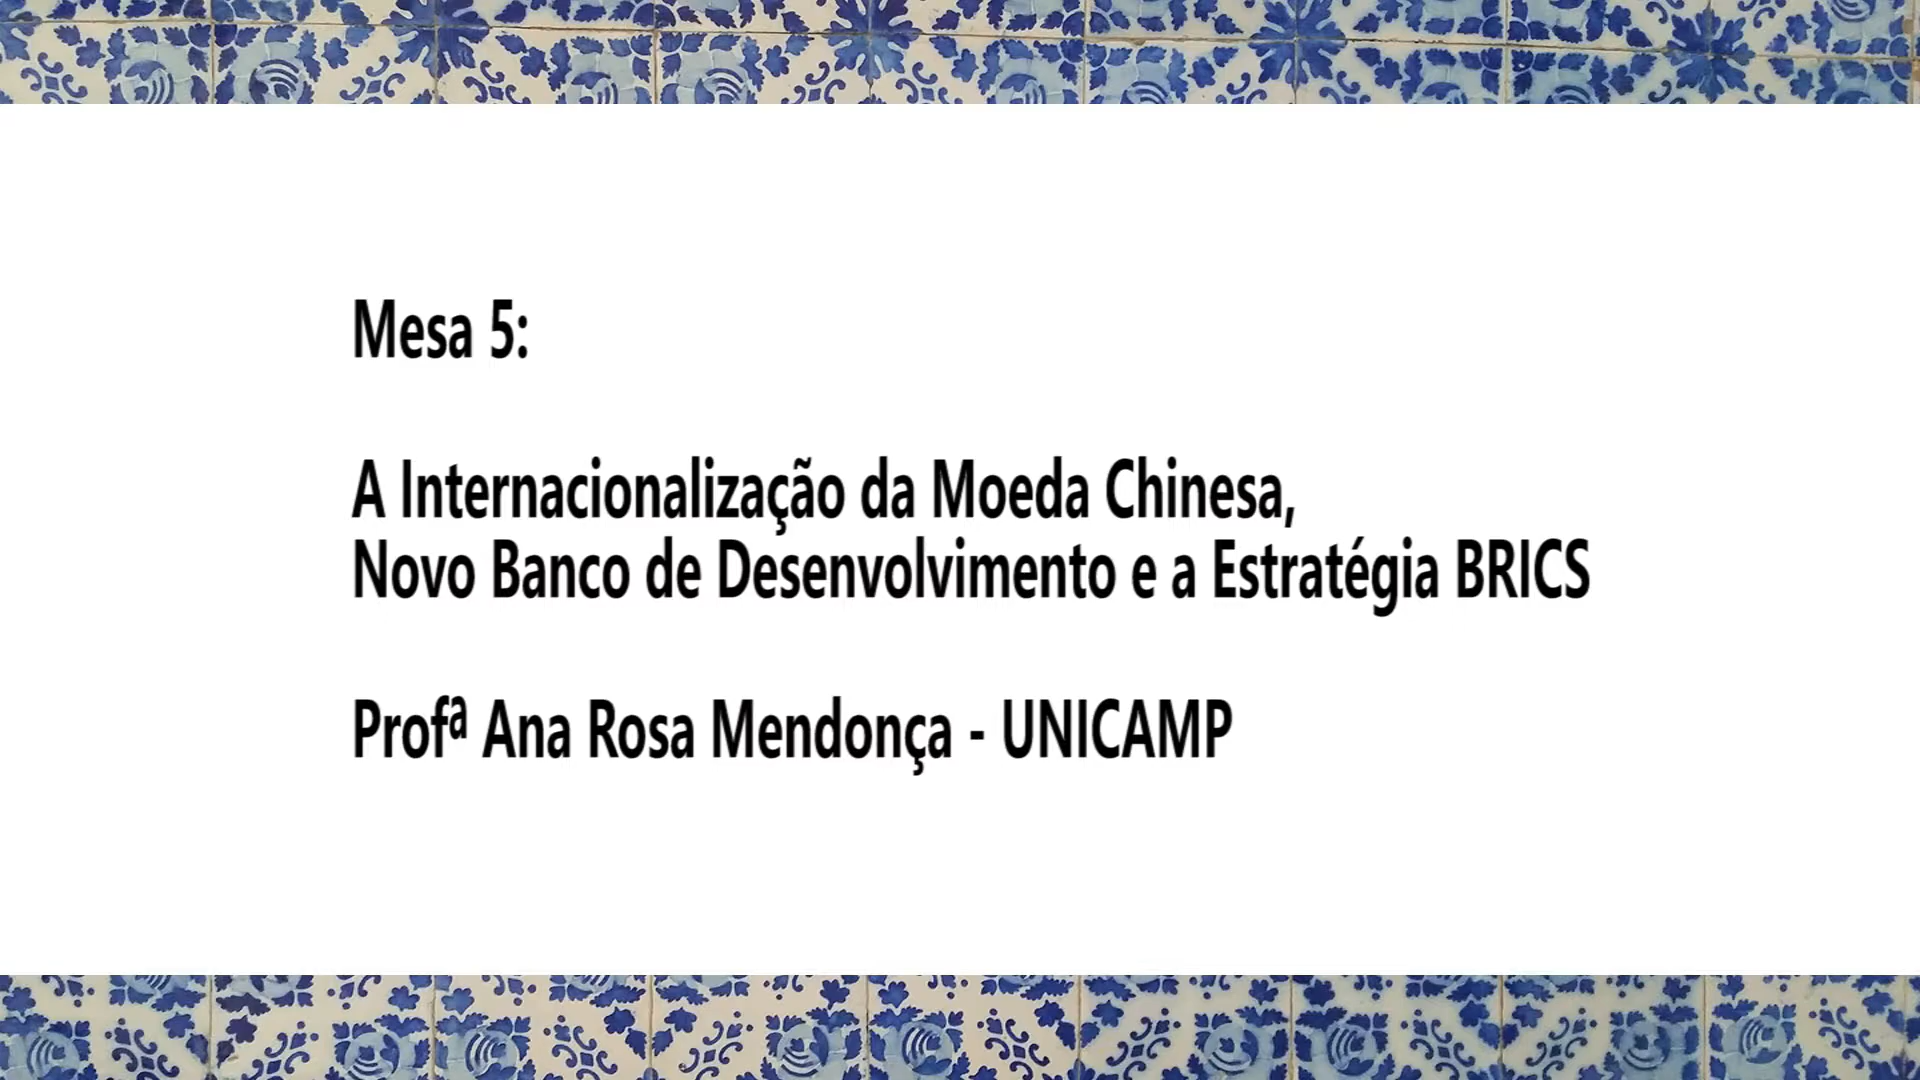 Mesa 5:
A Internacionalização da Moeda Chinesa,
Novo Banco de Desenvolvimento e a Estratégia BRICS
Profª Ana Rosa Mendonça - UNICAMP